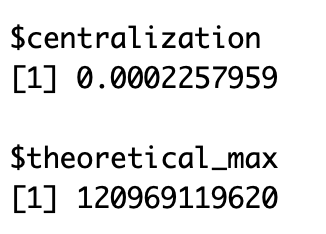 $centralization
[1] 0.0002257959
$theoretical_max
[1] 120969119620